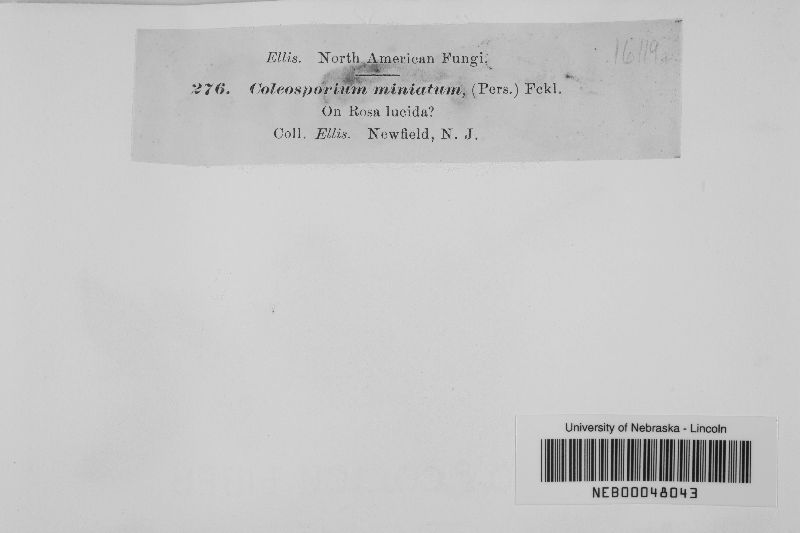 16119
Ellis. North American Fungi.
276. Coleosporium miniatum, (Pers.) Fckl.
On Rosa lucida?
Coll. Ellis. Newfield, N. J.
University of Nebraska - Lincoln
NEB00048043